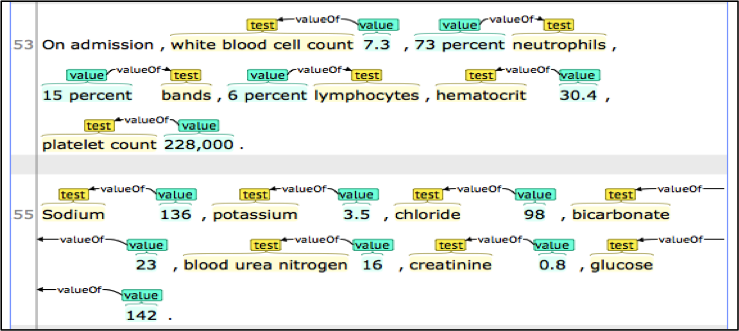 test valueOf value value valueOf test
53 On admission , white blood cell count 7.3 , 73 percent neutrophils ,
value valueOf test value valueOf test test valueOf value
15 percent bands , 6 percent lymphocytes , hematocrit 30.4 ,
test valueOf value
platelet count 228,000 .
test valueOf value test valueOf value test valueOf value test valueOf
55 Sodium 136 , potassium 3.5 , chloride 98 , bicarbonate
valueOf value test valueOf value test valueOf value test valueOf
23 , blood urea nitrogen 16 , creatinine 0.8 , glucose
valueOf value
142 .